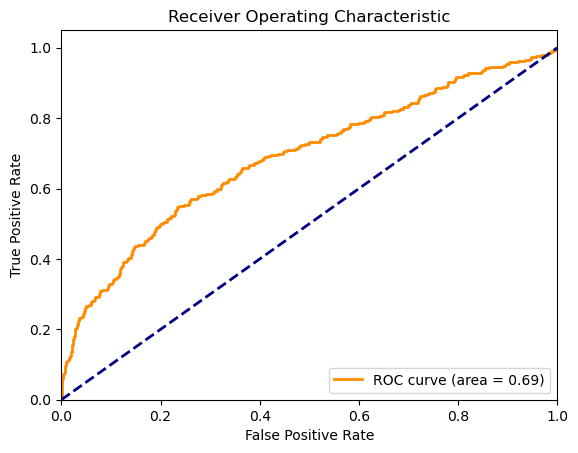 Receiver Operating Characteristic
True Positive Rate
1.0
0.8
0.6
0.4
0.2
0.0
0.0 0.2 0.4 0.6 0.8 1.0
False Positive Rate
ROC curve (area = 0.69)